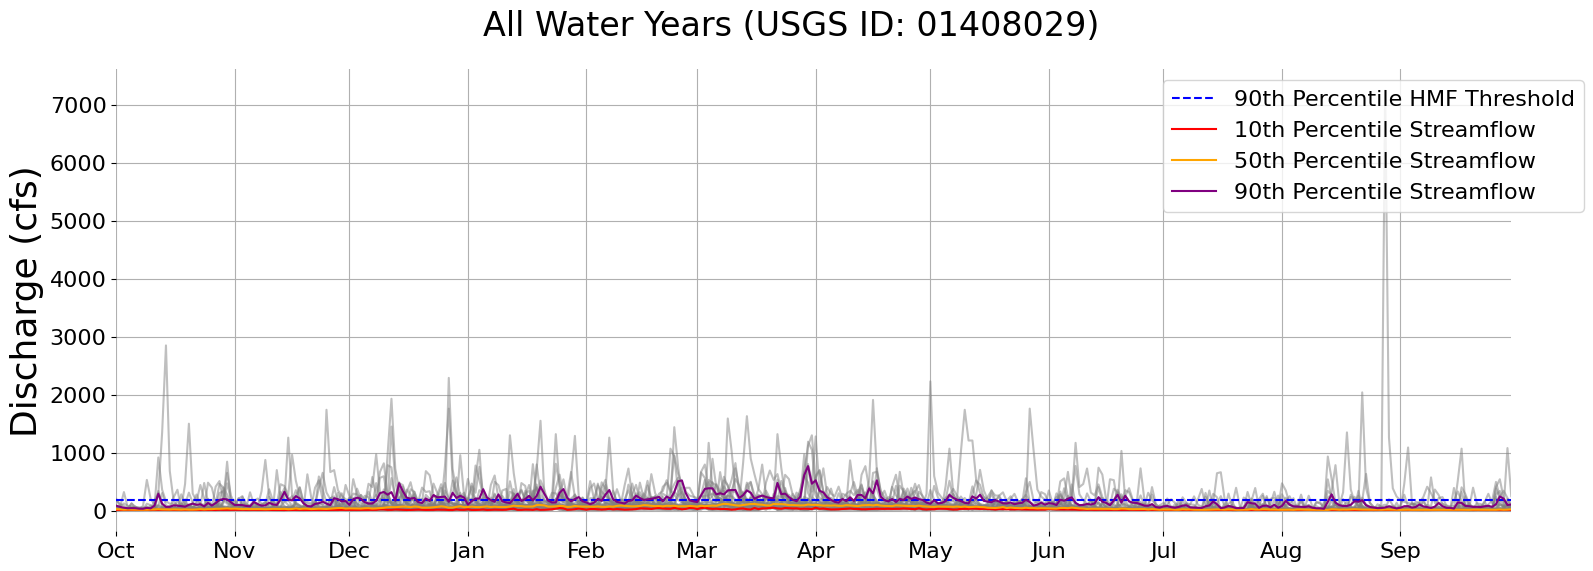 All Water Years (USGS ID: 01408029)
7000
6000
5000
4000
3000
2000
1000
0
Discharge (cfs)
90th Percentile HMF Threshold
10th Percentile Streamflow
50th Percentile Streamflow
90th Percentile Streamflow
Oct Nov Dec Jan Feb Mar Apr May Jun Jul Aug Sep